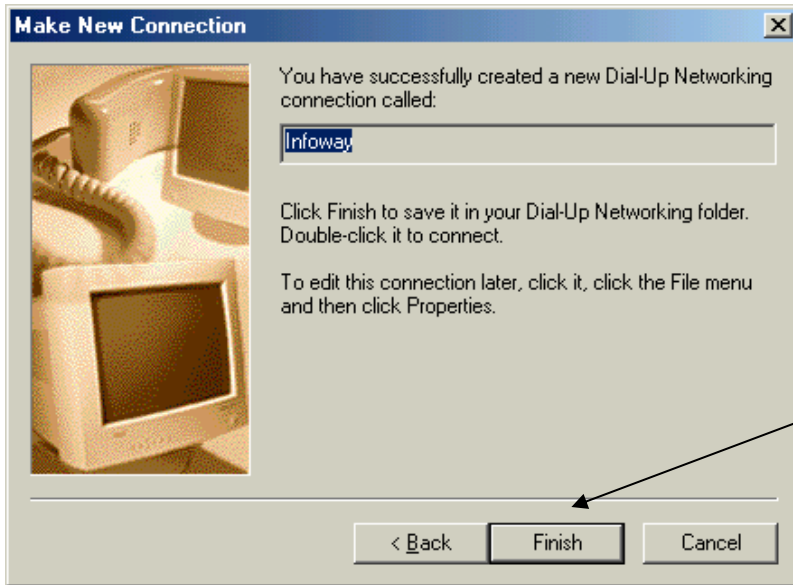 Make New Connection
You have successfully created a new Dial-Up Networking
connection called:
Infoway
Click Finish to save it in your Dial-Up Networking folder.
Double-click it to connect.
To edit this connection later, click it, click the File menu
and then click Properties.
< Back
Finish
Cancel